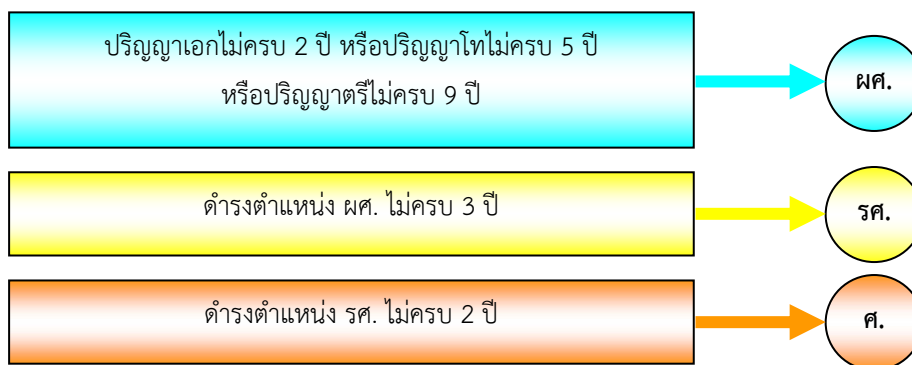 ปริญญาเอกไม่ครบ 2 ปี หรือปริญญาโทไม่ครบ 5 ปี
หรือปริญญาตรีไม่ครบ 9 ปี
ผศ.
ดำรงตำแหน่ง ผศ. ไม่ครบ 3 ปี
รศ.
ดำรงตำแหน่ง รศ. ไม่ครบ 2 ปี
ศ.